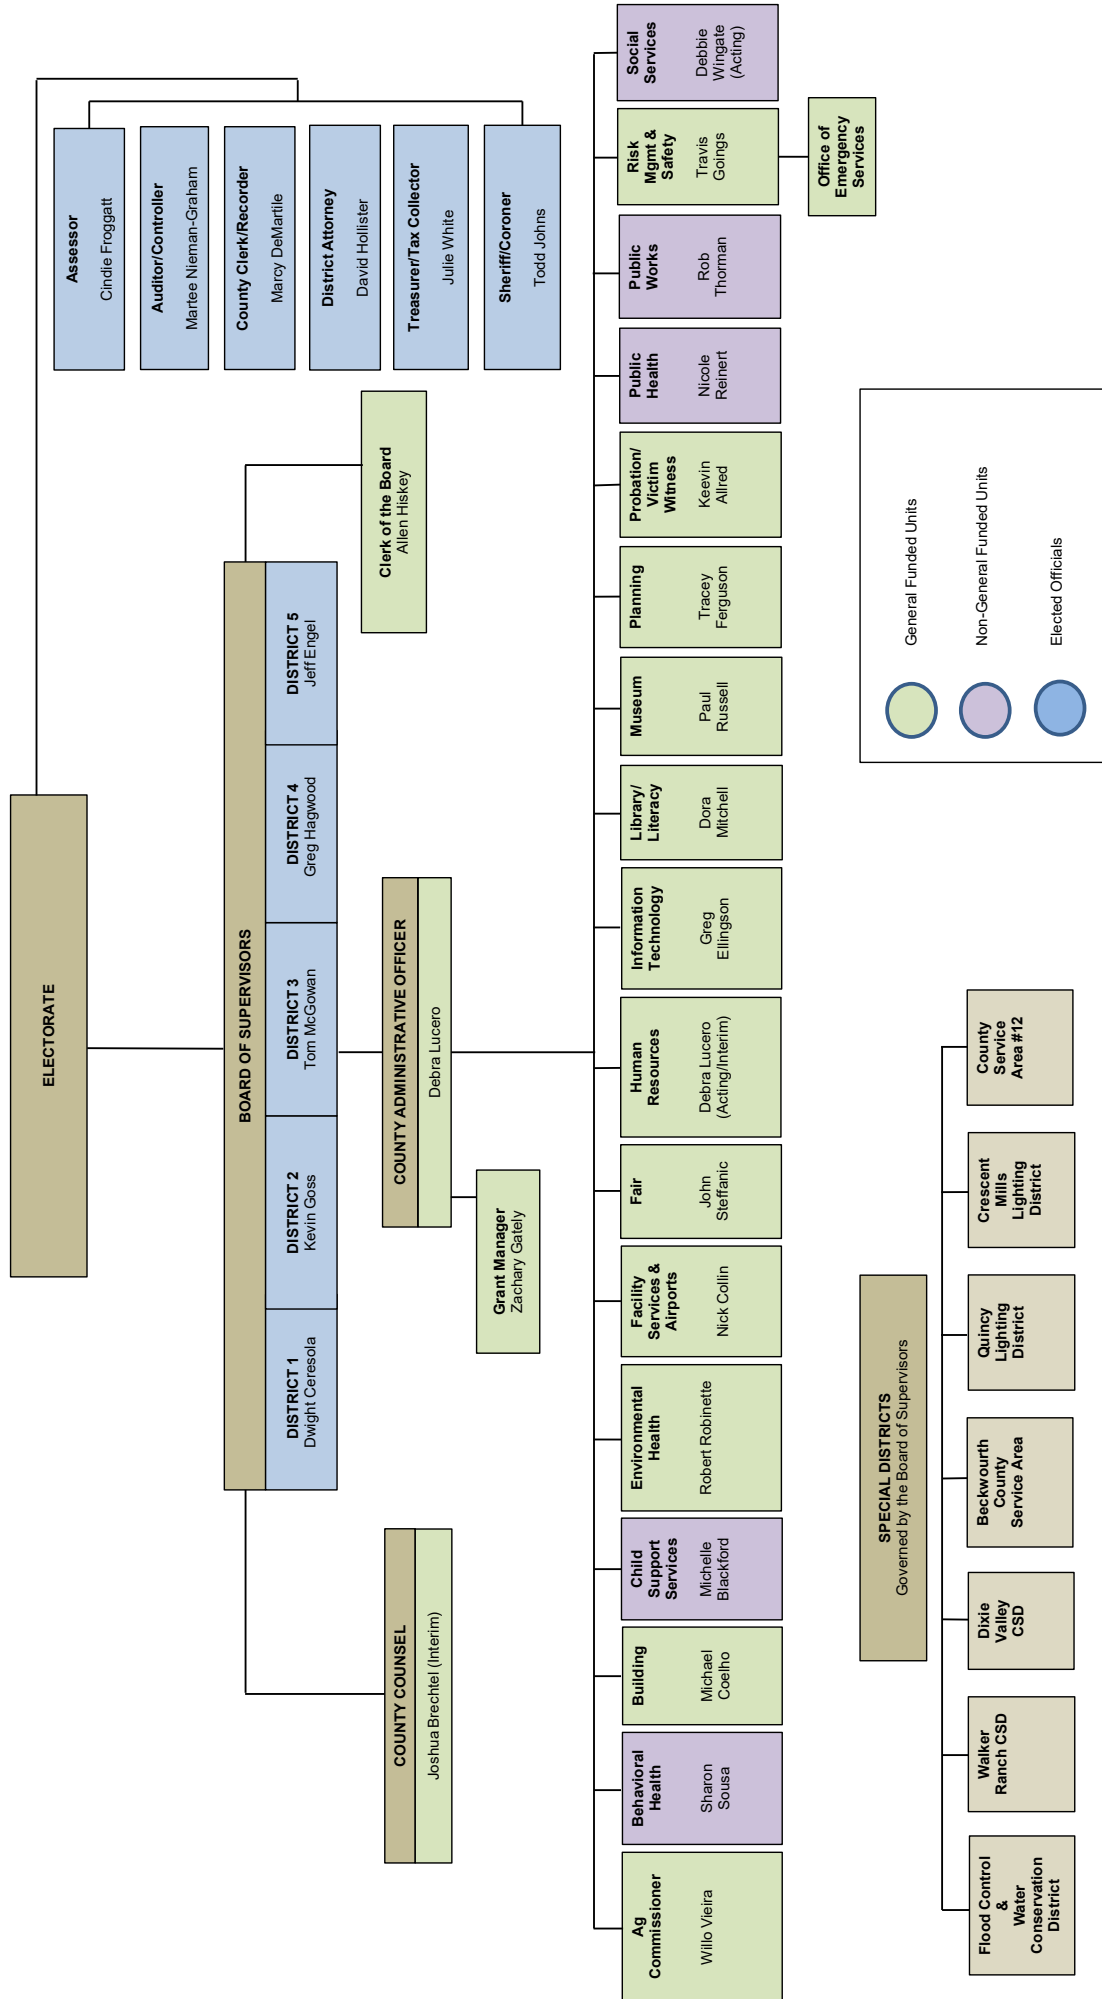 ELECTORATE
BOARD OF SUPERVISORS
DISTRICT 1
Dwight Ceresola
DISTRICT 2
Kevin Goss
DISTRICT 3
Tom McGowan
DISTRICT 4
Greg Hagwood
DISTRICT 5
Jeff Engel
Assessor
Cindie Froggatt
Auditor/Controller
Martee Nieman-Graham
County Clerk/Recorder
Marcy DeMartile
District Attorney
David Hollister
Treasurer/Tax Collector
Julie White
Sheriff/Coroner
Todd Johns
COUNTY COUNSEL
Joshua Brechtel (Interim)
COUNTY ADMINISTRATIVE OFFICER
Debra Lucero
Clerk of the Board
Allen Hiskey
Grant Manager
Zachary Gately
Ag
Commissioner
Willo Vieira
Behavioral
Health
Sharon
Sousa
Building
Michael
Coelho
Child
Support
Services
Michelle
Blackford
Environmental
Health
Robert Robinette
Facility
Services &
Airports
Nick Collin
Fair
John
Steffanic
Human
Resources
Debra Lucero
(Acting/Interim)
Information
Technology
Greg
Ellingson
Library/
Literacy
Dora
Mitchell
Museum
Paul
Russell
Planning
Tracey
Ferguson
Probation/
Victim
Witness
Keevin
Allred
Public
Health
Nicole
Reinert
Public
Works
Rob
Thorman
Risk
Mgmt &
Safety
Travis
Goings
Social
Services
Debbie
Wingate
(Acting)
Office of
Emergency
Services
SPECIAL DISTRICTS
Governed by the Board of Supervisors
Flood Control
&
Water
Conservation
District
Walker
Ranch CSD
Dixie
Valley
CSD
Beckwourth
County
Service Area
Quincy
Lighting
District
Crescent
Mills
Lighting
District
County
Service
Area #12
General Funded Units
Non-General Funded Units
Elected Officials